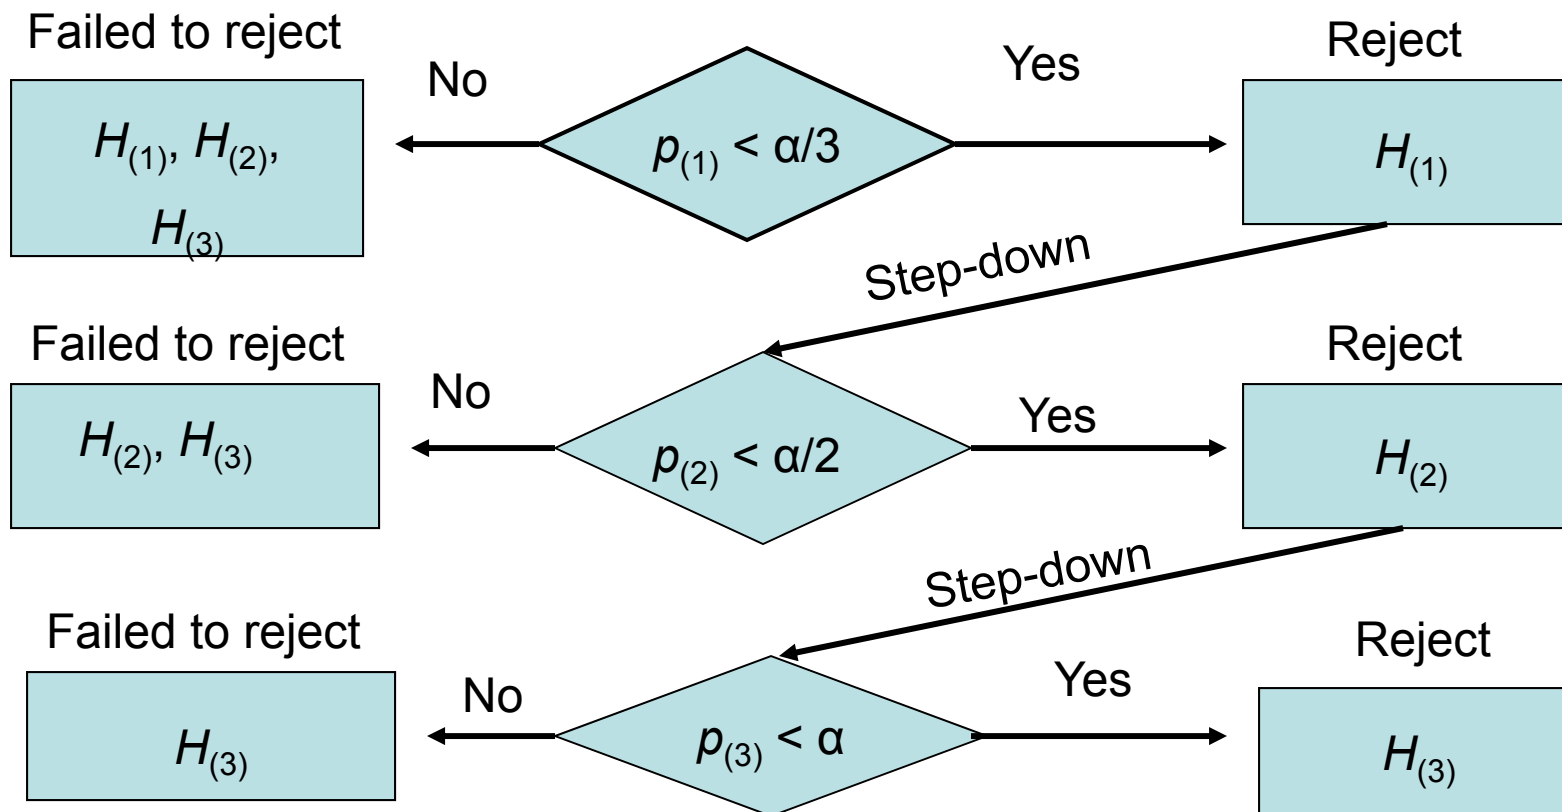 Failed to reject
No
Yes
Reject
H(1), H(2),
H(3)
p(1) < α/3
H(1)
Step-down
Failed to reject
No
Yes
Reject
H(2), H(3)
p(2) < α/2
H(2)
Step-down
Failed to reject
No
Yes
Reject
H(3)
p(3) < α
H(3)